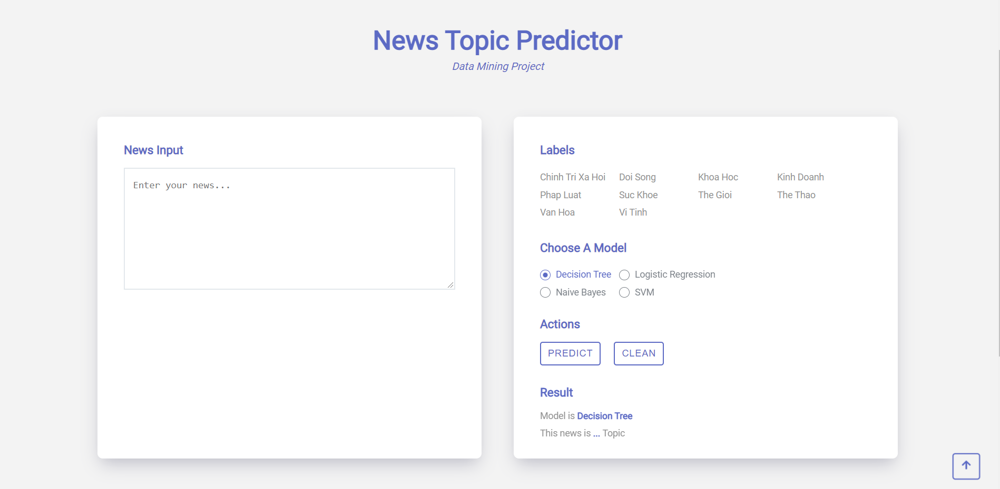 News Topic Predictor
Data Mining Project
News Input
Enter your news...
Labels
Chinh Tri Xa Hoi Doi Song Khoa Hoc Kinh Doanh
Phap Luat Suc Khoe The Gioi The Thao
Van Hoa Vi Tinh
Choose A Model
Decision Tree Logistic Regression
Naive Bayes SVM
Actions
PREDICT CLEAN
Result
Model is Decision Tree
This news is ... Topic